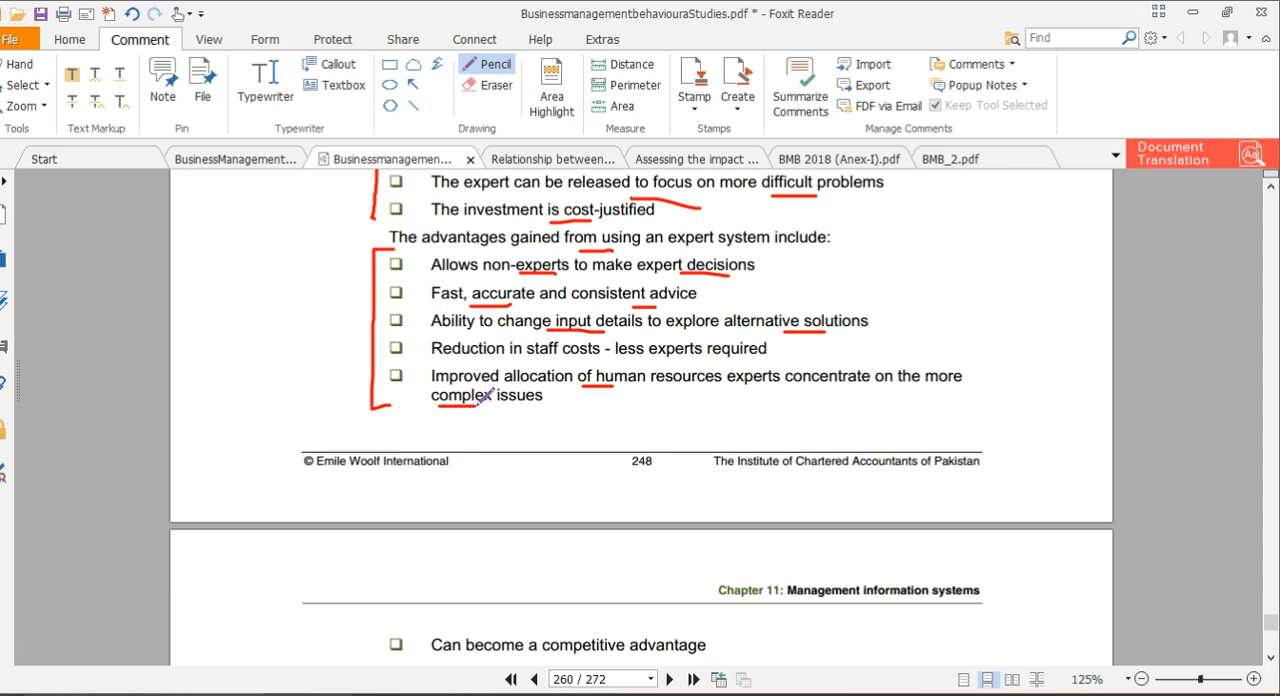 BusinessmanagementbehaviouraStudies.pdf * - Foxit Reader
File Home Comment View Form Protect Share Connect Help Extras Find
Hand
Select
Zoom
Tools
Text Markup
Note File
Pin
Typewriter Callout
Textbox
Typewriter
Pencil
Eraser
Area Highlight
Drawing
Distance
Perimeter
Area
Measure
Stamp Create
Stamps
Summarize Comments
Import
Export
FDF via Email
Comments
Popup Notes
Keep Tool Selected
Manage Comments
Start BusinessManagement... Businessmanagemen... Relationship between... Assessing the impact ... BMB 2018 (Anex-I).pdf BMB_2.pdf
Document Translation
The expert can be released to focus on more difficult problems
The investment is cost-justified
The advantages gained from using an expert system include:
Allows non-experts to make expert decisions
Fast, accurate and consistent advice
Ability to change input details to explore alternative solutions
Reduction in staff costs - less experts required
Improved allocation of human resources experts concentrate on the more
complex issues
© Emile Woolf International 248 The Institute of Chartered Accountants of Pakistan
Chapter 11: Management information systems
Can become a competitive advantage
260 / 272 125%